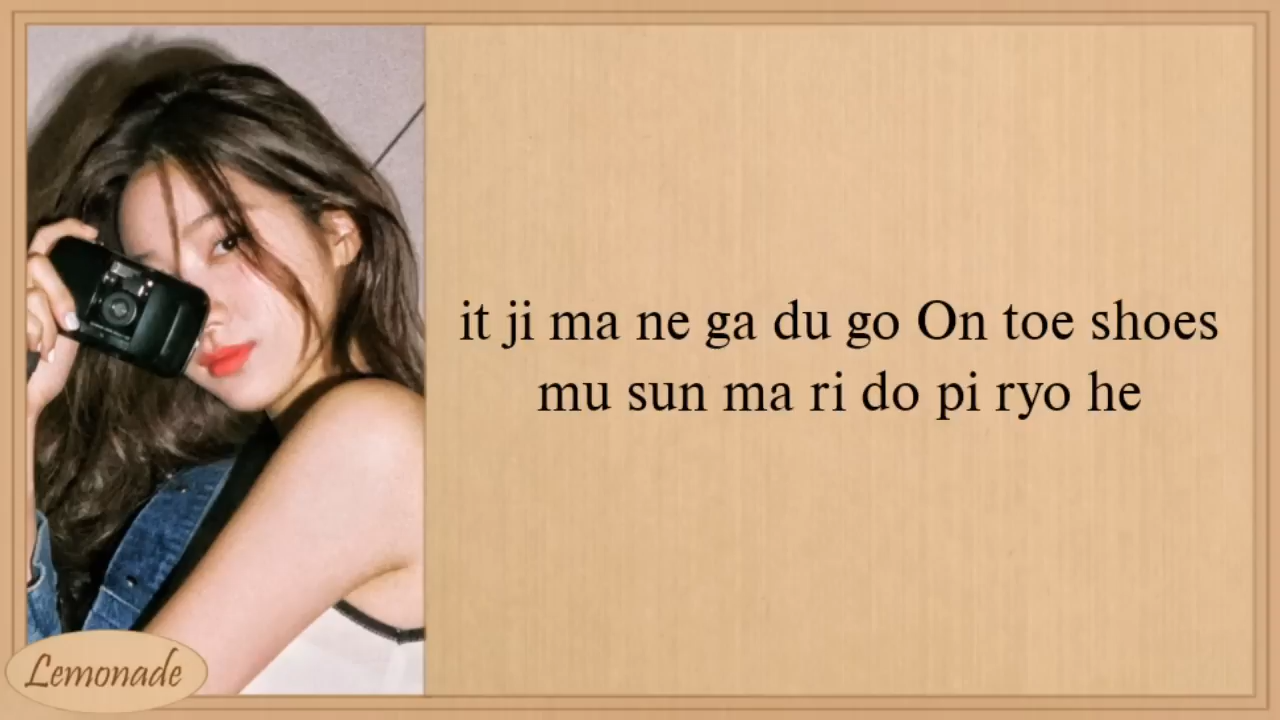 it ji ma ne ga du go On toe shoes
mu sun ma ri do pi ryo he
Lemonade